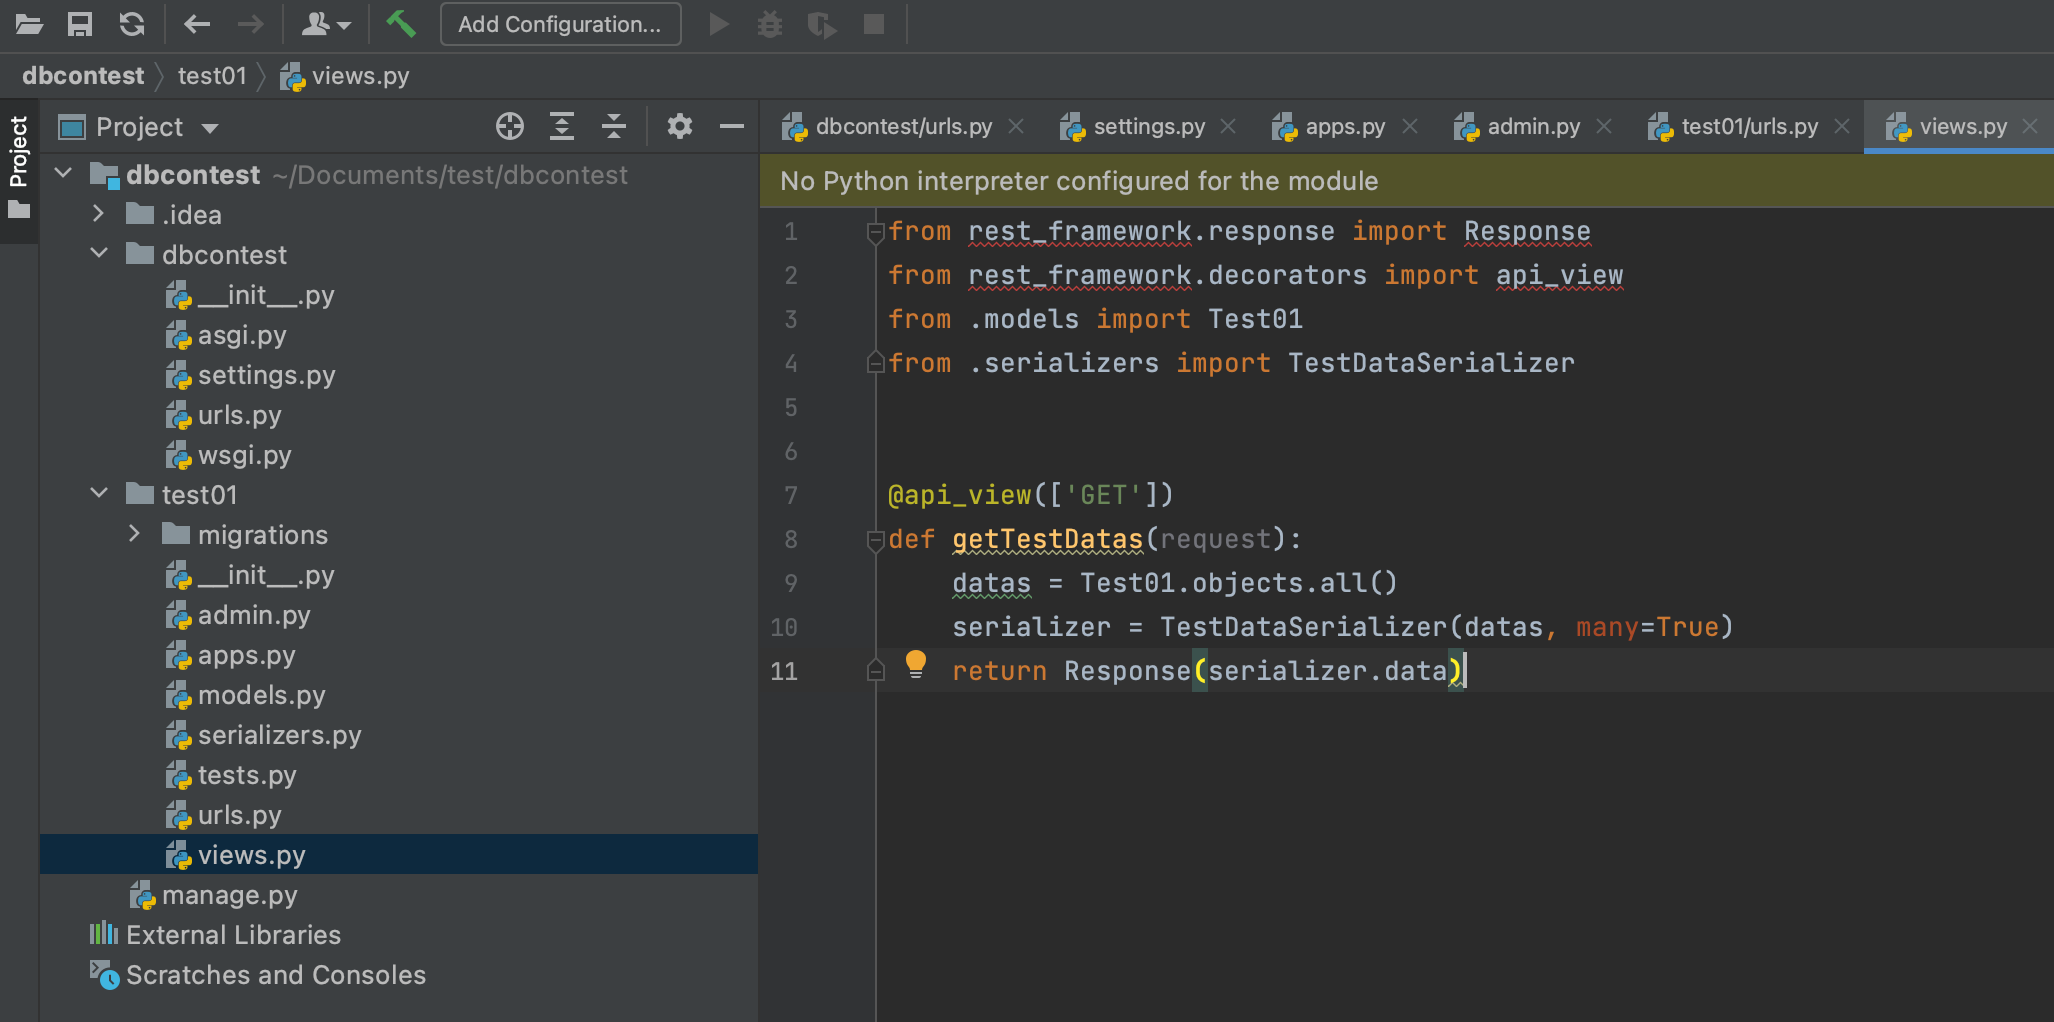 Add Configuration...
dbcontest test01 views.py
Project
Project
dbcontest ~/Documents/test/dbcontest
.idea
dbcontest
__init__.py
asgi.py
settings.py
urls.py
wsgi.py
test01
migrations
__init__.py
admin.py
apps.py
models.py
serializers.py
tests.py
urls.py
views.py
manage.py
External Libraries
Scratches and Consoles
dbcontest/urls.py settings.py apps.py admin.py test01/urls.py views.py
No Python interpreter configured for the module
1 from rest_framework.response import Response
2 from rest_framework.decorators import api_view
3 from .models import Test01
4 from .serializers import TestDataSerializer
5
6
7 @api_view(['GET'])
8 def getTestDatas(request):
9 datas = Test01.objects.all()
10 serializer = TestDataSerializer(datas, many=True)
11 return Response(serializer.data)